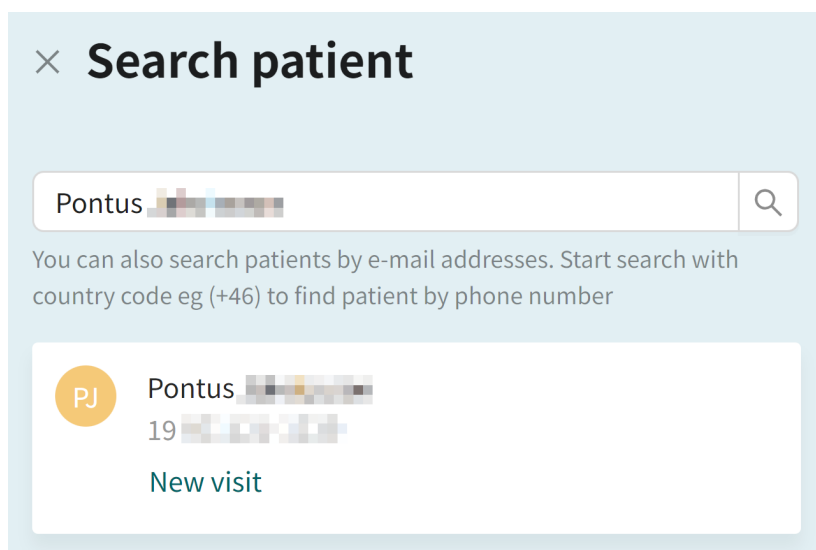 Search patient
Pontus
You can also search patients by e-mail addresses. Start search with
country code eg (+46) to find patient by phone number
PJ
Pontus
19
New visit